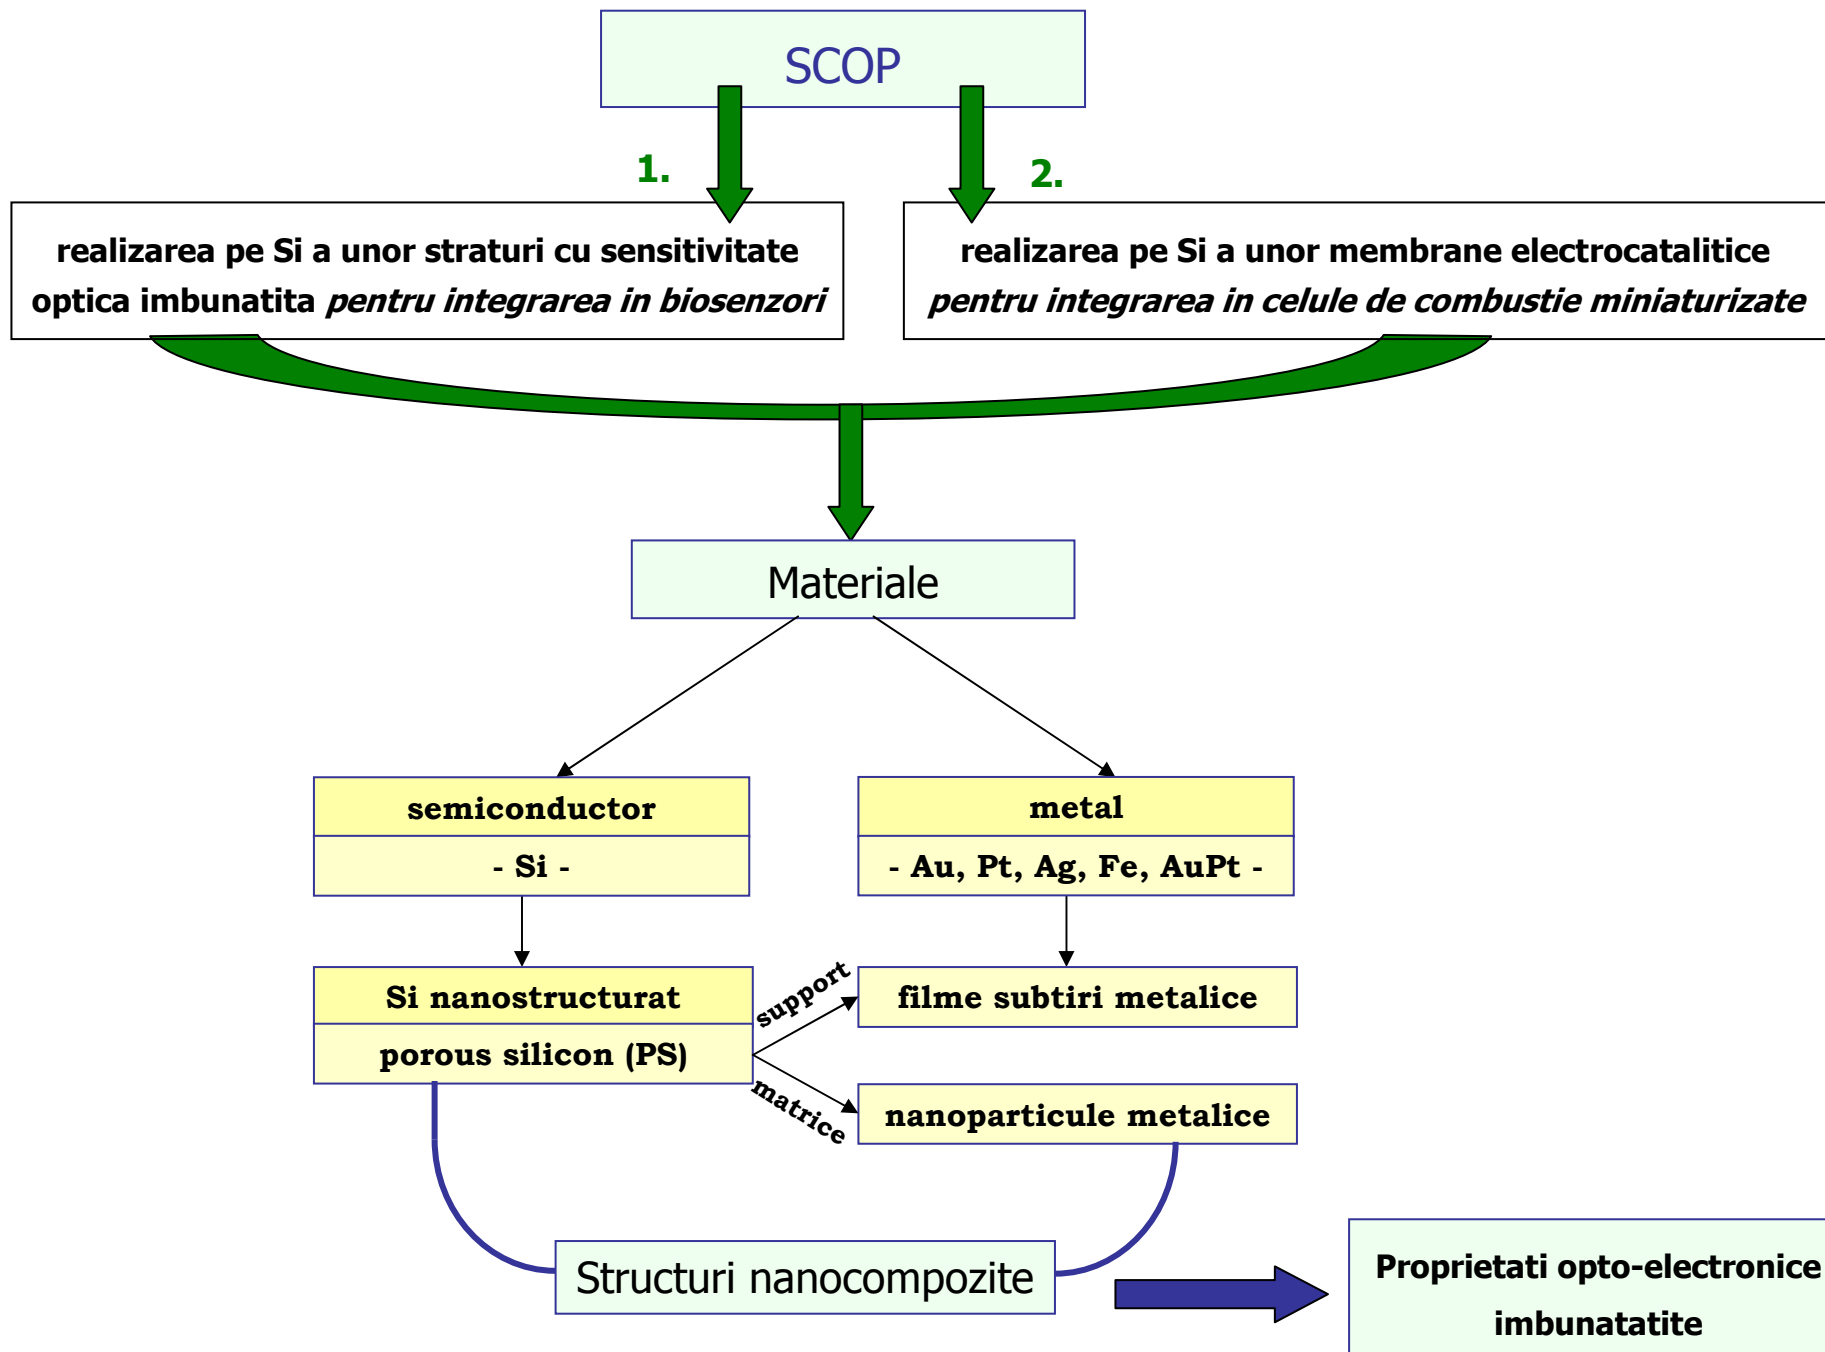 SCOP
1.
2.
realizarea pe Si a unor straturi cu sensitivitate
optica imbunatita pentru integrarea in biosenzori
realizarea pe Si a unor membrane electrocatalitice
pentru integrarea in celule de combustie miniaturizate
Materiale
semiconductor
- Si -
metal
- Au, Pt, Ag, Fe, AuPt -
Si nanostructurat
porous silicon (PS)
support
matrice
filme subtiri metalice
nanoparticule metalice
Structuri nanocompozite
Proprietati opto-electronice
imbunatatite